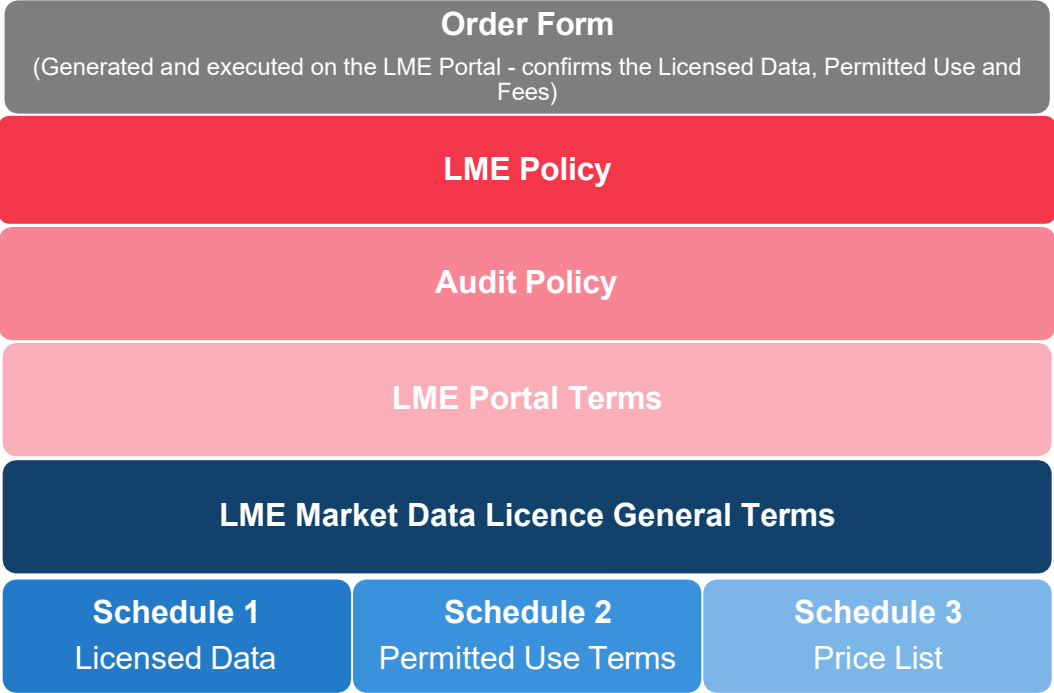 Order Form
(Generated and executed on the LME Portal - confirms the Licensed Data, Permitted Use and
Fees)
LME Policy
Audit Policy
LME Portal Terms
LME Market Data Licence General Terms
Schedule 1
Licensed Data
Schedule 2
Permitted Use Terms
Schedule 3
Price List